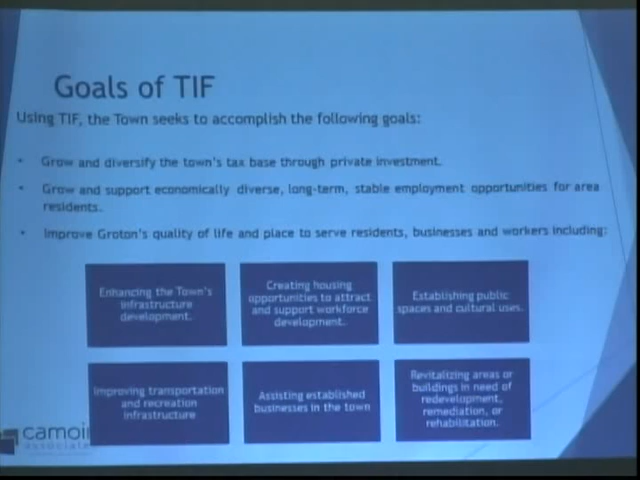 Goals of TIF
Using TIF, the Town seeks to accomplish the following goals:
• Grow and diversify the town's tax base through private investment.
• Grow and support economically diverse, long-term, stable employment opportunities for area
residents.
• Improve Groton's quality of life and place to serve residents, businesses and workers including:
Enhancing the Town's
infrastructure
development.
Creating housing
opportunities to attract
and support workforce
development.
Establishing public
spaces and cultural uses.
Improving transportation
and recreation
infrastructure
Assisting established
businesses in the town
Revitalizing areas or
buildings in need of
redevelopment,
remediation, or
rehabilitation.
camoin
associates